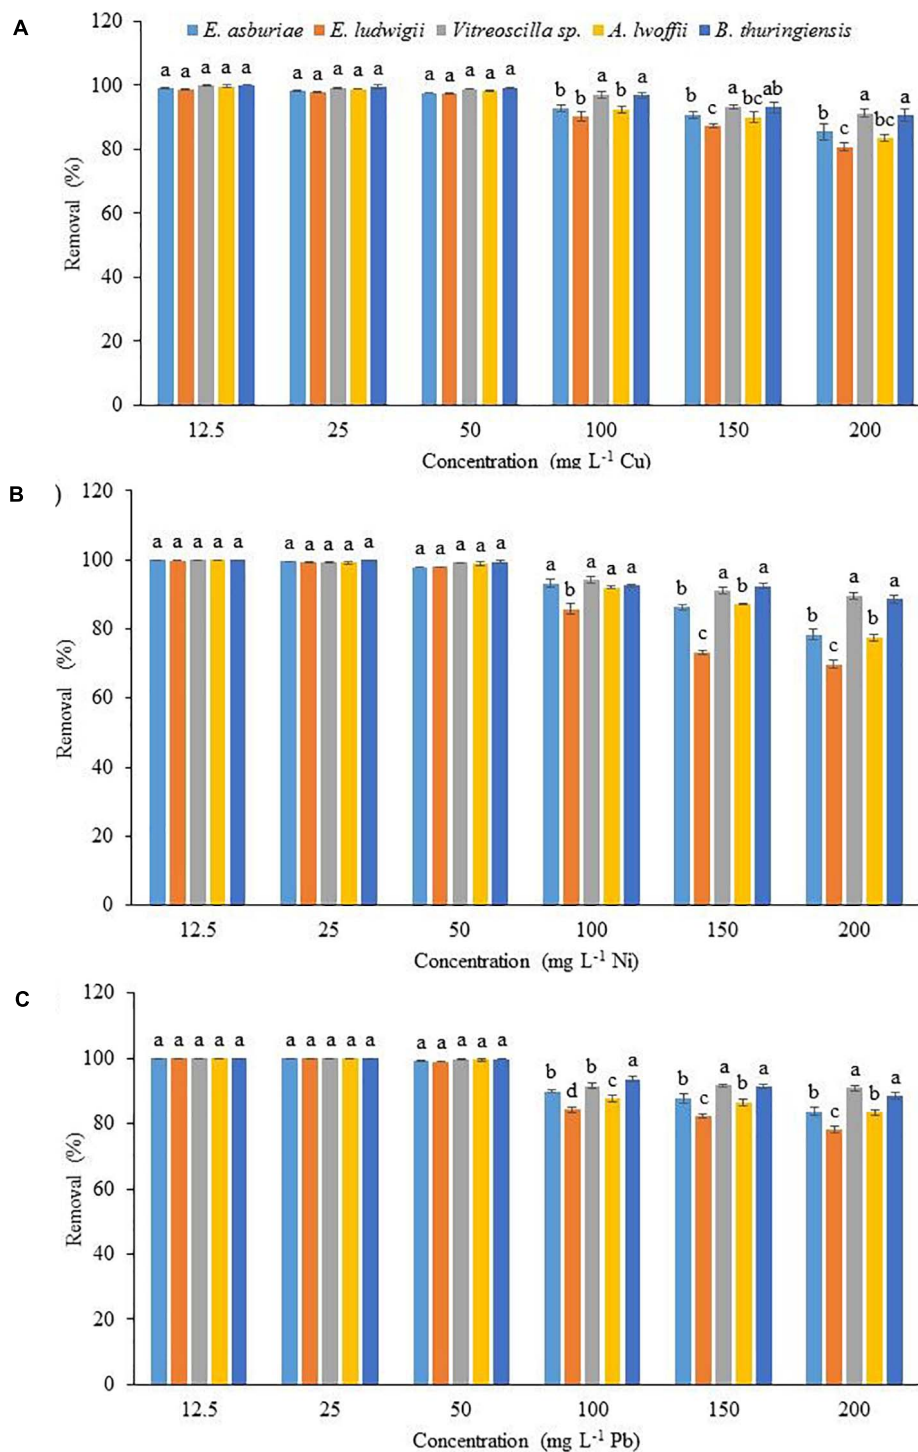 A
E. asburiae E. ludwigii Vitreoscilla sp. A. lwoffii B. thuringiensis
120
100
80
60
40
20
0
Removal (%)
a a a a a a a a a a a a a a a b b a b a b c a bc ab b c a bc a
12.5 25 50 100 150 200
Concentration (mg L-1 Cu)
B )
120
100
80
60
40
20
0
Removal (%)
a a a a a a a a a a a a a a a a b a a a b c a b a b c a b a
12.5 25 50 100 150 200
Concentration (mg L-1 Ni)
C
120
100
80
60
40
20
0
Removal (%)
a a a a a a a a a a a a a a a b d b c a b c a b a b c a b a
12.5 25 50 100 150 200
Concentration (mg L-1 Pb)